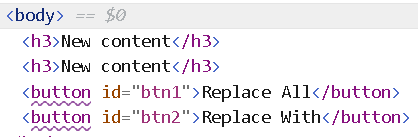 <body> == $0
<h3>New content</h3>
<h3>New content</h3>
<button id="btn1">Replace All</button>
<button id="btn2">Replace With</button>